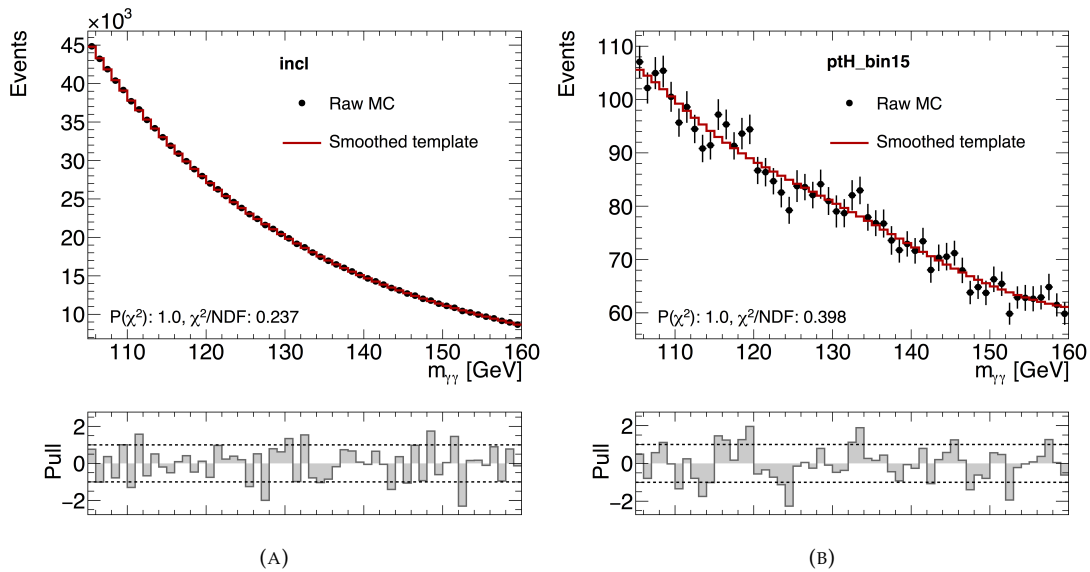 ×10³
Events
45
40
35
30
25
20
15
10
incl
Raw MC
Smoothed template
P(χ²): 1.0, χ²/NDF: 0.237
110 120 130 140 150 160
mγγ [GeV]
Pull
2
0
−2
(A)
Events
110
100
90
80
70
60
ptH_bin15
Raw MC
Smoothed template
P(χ²): 1.0, χ²/NDF: 0.398
110 120 130 140 150 160
mγγ [GeV]
Pull
2
0
−2
(B)